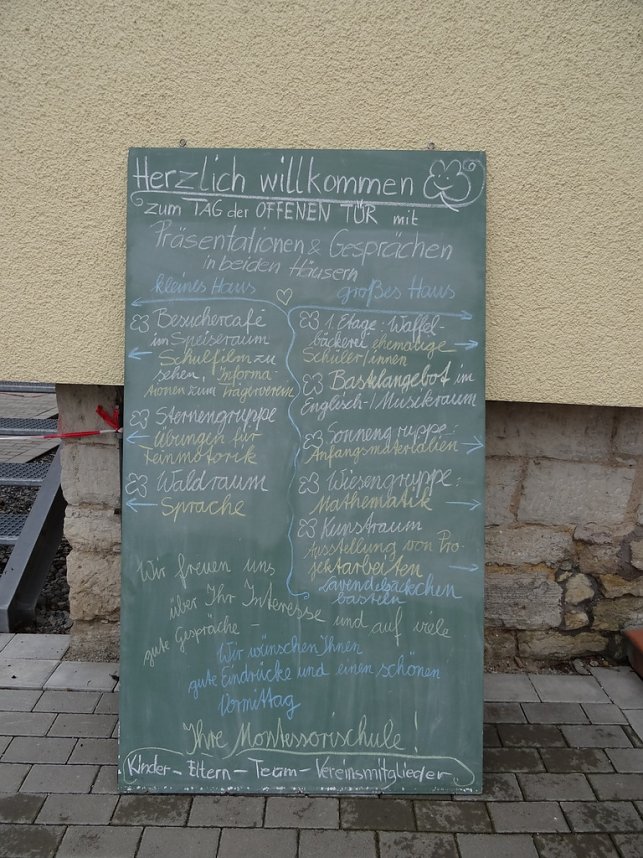 Herzlich willkommen
zum TAG der OFFENEN TÜR mit
Präsentationen & Gesprächen
in beiden Häusern
kleines Haus
Besuchercafé
im Speiseraum
Schulfilm zu
sehen, Informa-
tionen zum Trägerverein
Sternengruppe
Übungen für
Feinmotorik
Waldraum
Sprache
großes Haus
1. Etage: Waffel-
bäckerei ehemalige
Schüler/innen
Bastelangebot im
Englisch-/Musikraum
Sonnengruppe:
Anfangsmaterialien
Wiesengruppe:
Mathematik
Kunstraum
Ausstellung von Pro-
jektarbeiten
Lavendelsäckchen
basteln
Wir freuen uns
über Ihr Interesse und auf viele
gute Gespräche -
Wir wünschen Ihnen
gute Eindrücke und einen schönen
Vormittag
Ihre Montessorischule!
Kinder - Eltern - Team - Vereinsmitglieder